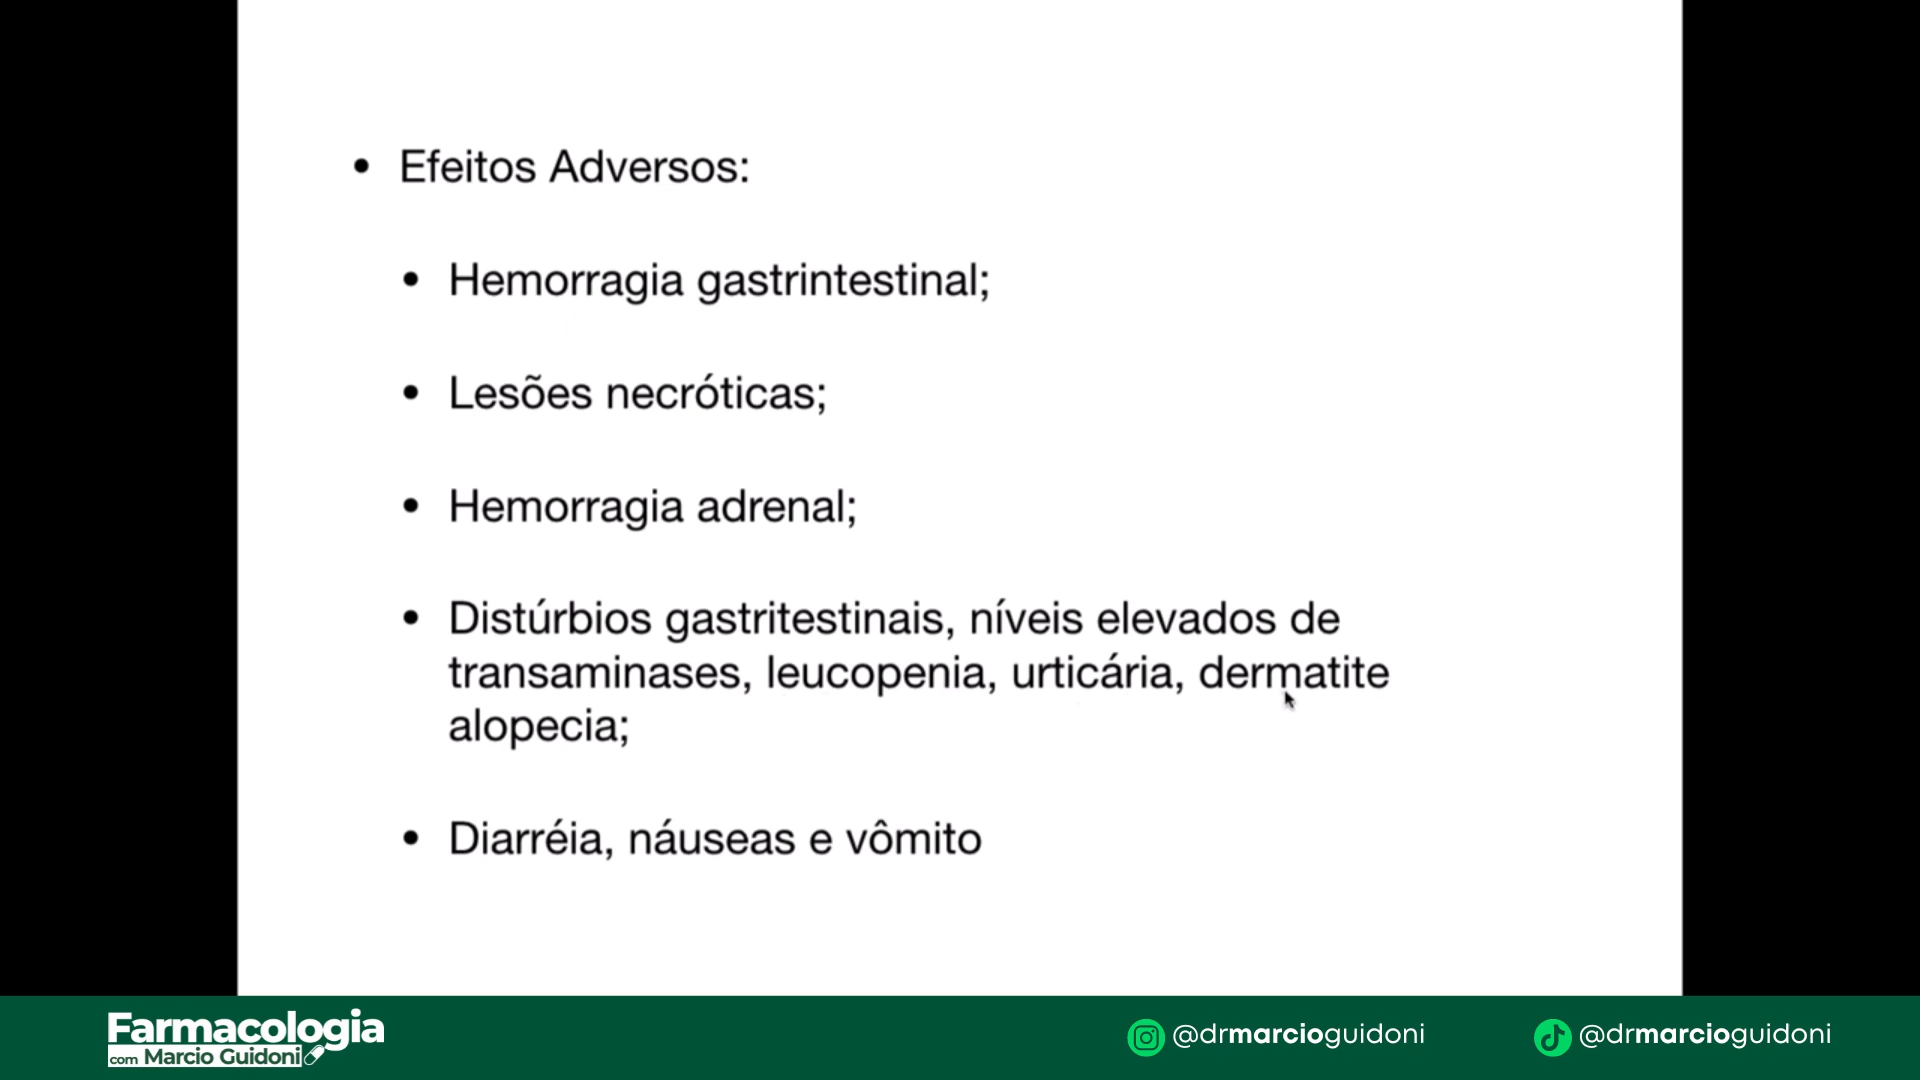 • Efeitos Adversos:
• Hemorragia gastrintestinal;
• Lesões necróticas;
• Hemorragia adrenal;
• Distúrbios gastritestinais, níveis elevados de
transaminases, leucopenia, urticária, dermatite
alopecia;
• Diarréia, náuseas e vômito
Farmacologia
com Marcio Guidoni
@drmarcioguidoni
@drmarcioguidoni